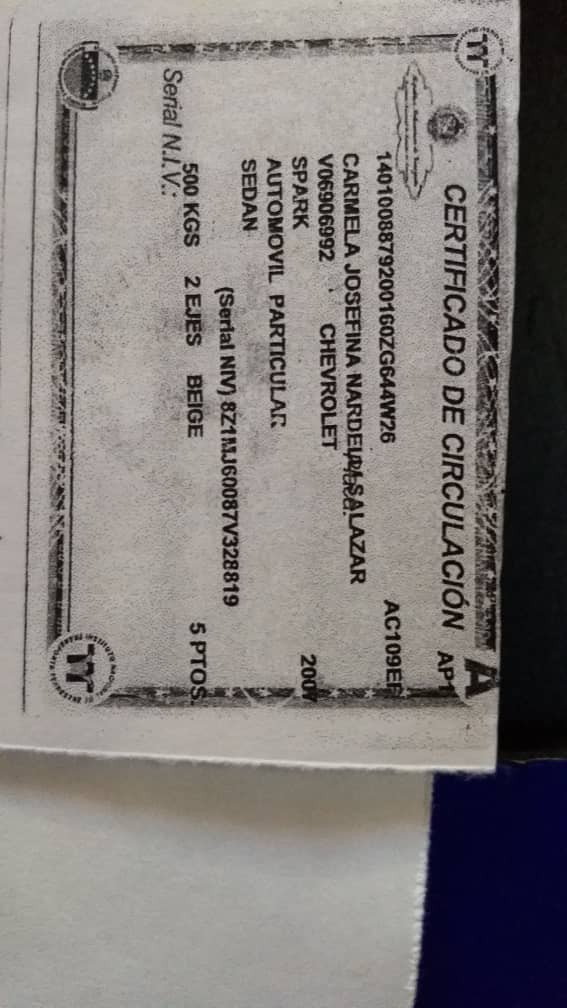 CERTIFICADO DE CIRCULACIÓN
A
AP1
140100887920016OZG644W26 AC109EF
CARMELA JOSEFINA NARDELLI SALAZAR
V06906992 CHEVROLET
SPARK 2007
AUTOMOVIL PARTICULAR
SEDAN
(Serial NIV) 8Z1MJ60087V328819
500 KGS 2 EJES BEIGE 5 PTOS.
Serial N.I.V.: